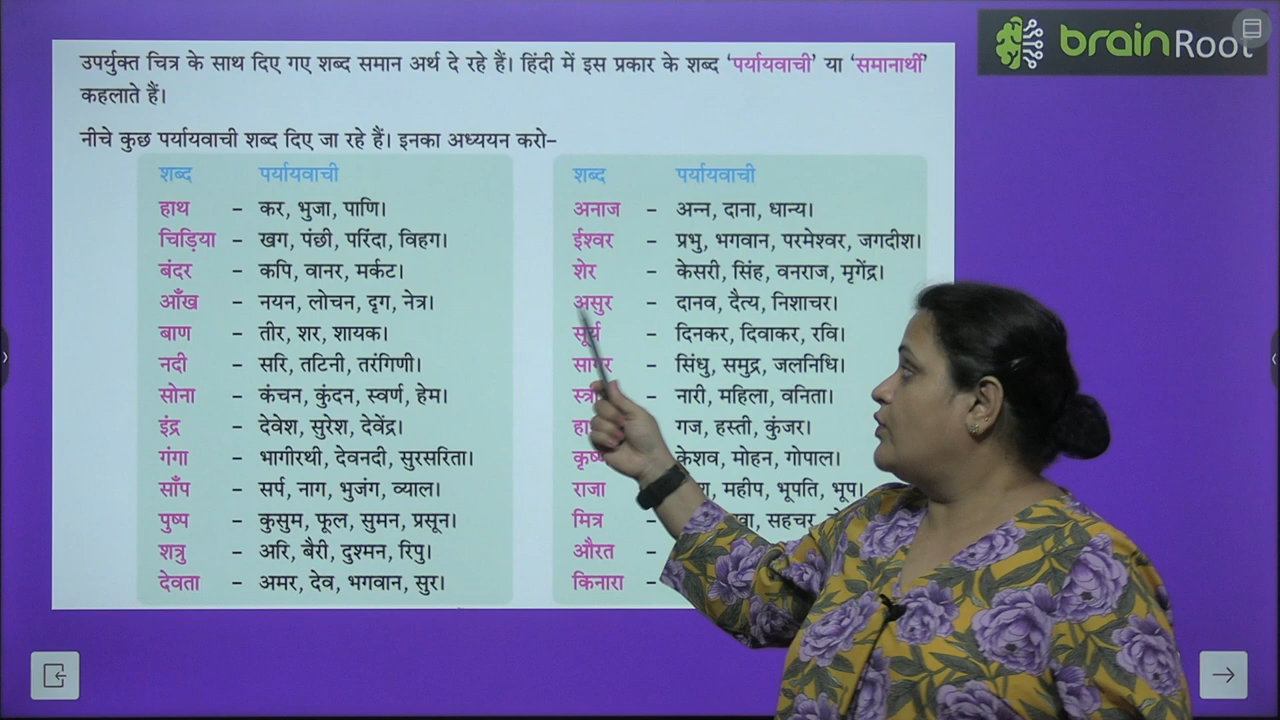 brainRoot
उपर्युक्त चित्र के साथ दिए गए शब्द समान अर्थ दे रहे हैं। हिंदी में इस प्रकार के शब्द ‘पर्यायवाची’ या ‘समानार्थी’
कहलाते हैं।
नीचे कुछ पर्यायवाची शब्द दिए जा रहे हैं। इनका अध्ययन करो–
शब्द पर्यायवाची
हाथ – कर, भुजा, पाणि।
चिड़िया – खग, पंछी, परिंदा, विहग।
बंदर – कपि, वानर, मर्कट।
आँख – नयन, लोचन, दृग, नेत्र।
बाण – तीर, शर, शायक।
नदी – सरि, तटिनी, तरंगिणी।
सोना – कंचन, कुंदन, स्वर्ण, हेम।
इंद्र – देवेश, सुरेश, देवेंद्र।
गंगा – भागीरथी, देवनदी, सुरसरिता।
साँप – सर्प, नाग, भुजंग, व्याल।
पुष्प – कुसुम, फूल, सुमन, प्रसून।
शत्रु – अरि, बैरी, दुश्मन, रिपु।
देवता – अमर, देव, भगवान, सुर।
शब्द पर्यायवाची
अनाज – अन्न, दाना, धान्य।
ईश्वर – प्रभु, भगवान, परमेश्वर, जगदीश।
शेर – केसरी, सिंह, वनराज, मृगेंद्र।
असुर – दानव, दैत्य, निशाचर।
सूर्य – दिनकर, दिवाकर, रवि।
सागर – सिंधु, समुद्र, जलनिधि।
स्त्री – नारी, महिला, वनिता।
– गज, हस्ती, कुंजर।
कृष्ण केशव, मोहन, गोपाल।
राजा – महीप, भूपति, भूप।
मित्र – सहचर,
औरत –
किनारा –